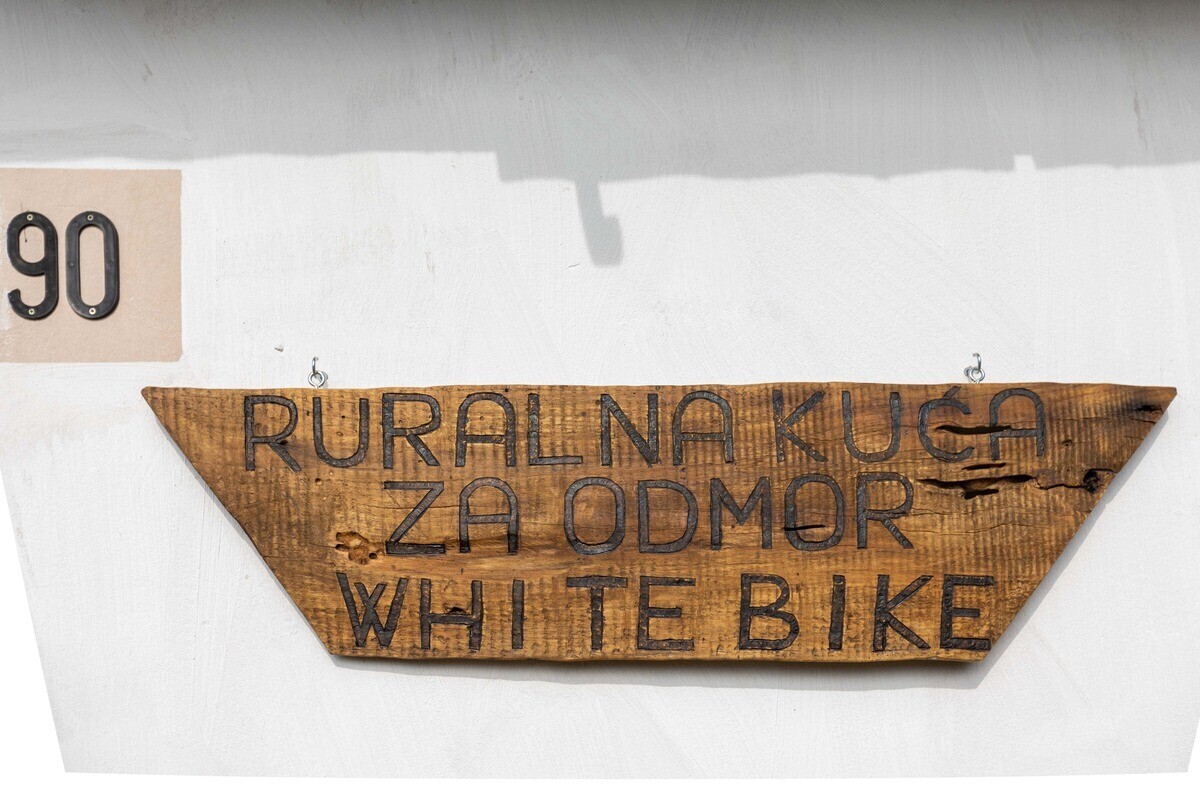 90
RURALNA KUĆA
ZA ODMOR
WHITE BIKE